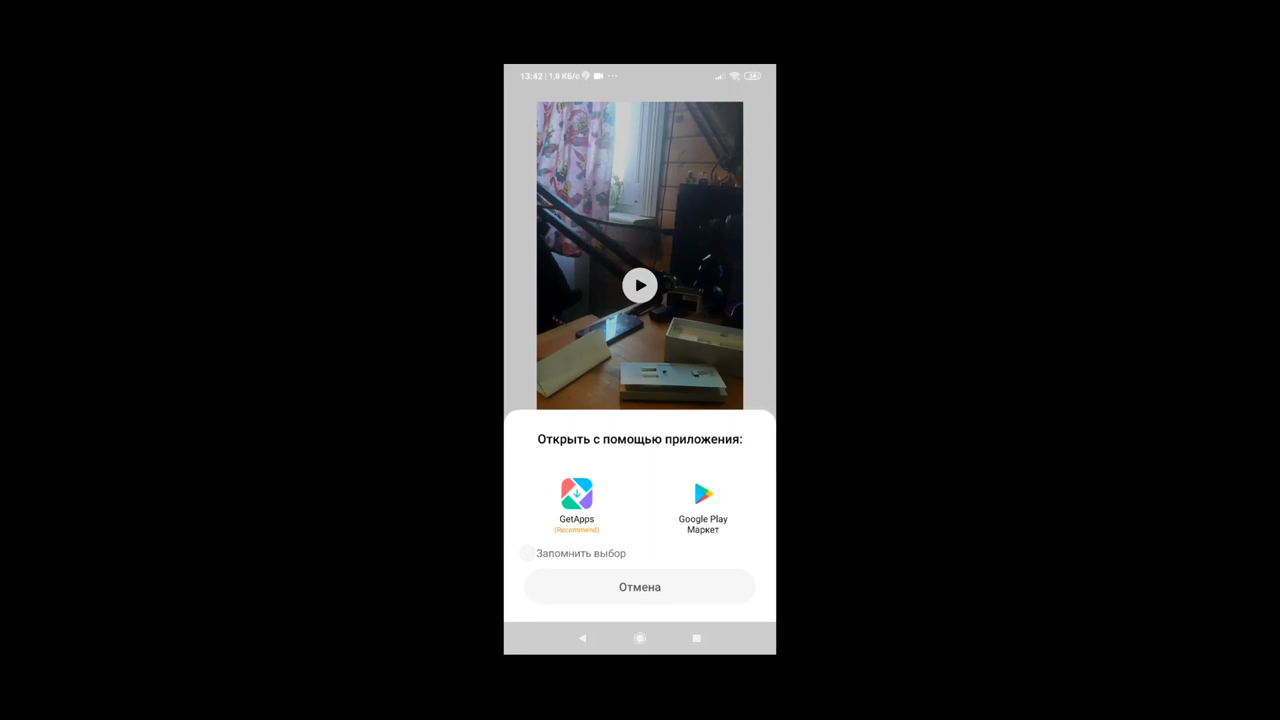 13:42 | 1,8 КБ/с
Открыть с помощью приложения:
GetApps
(Recommend)
Google Play
Маркет
Запомнить выбор
Отмена